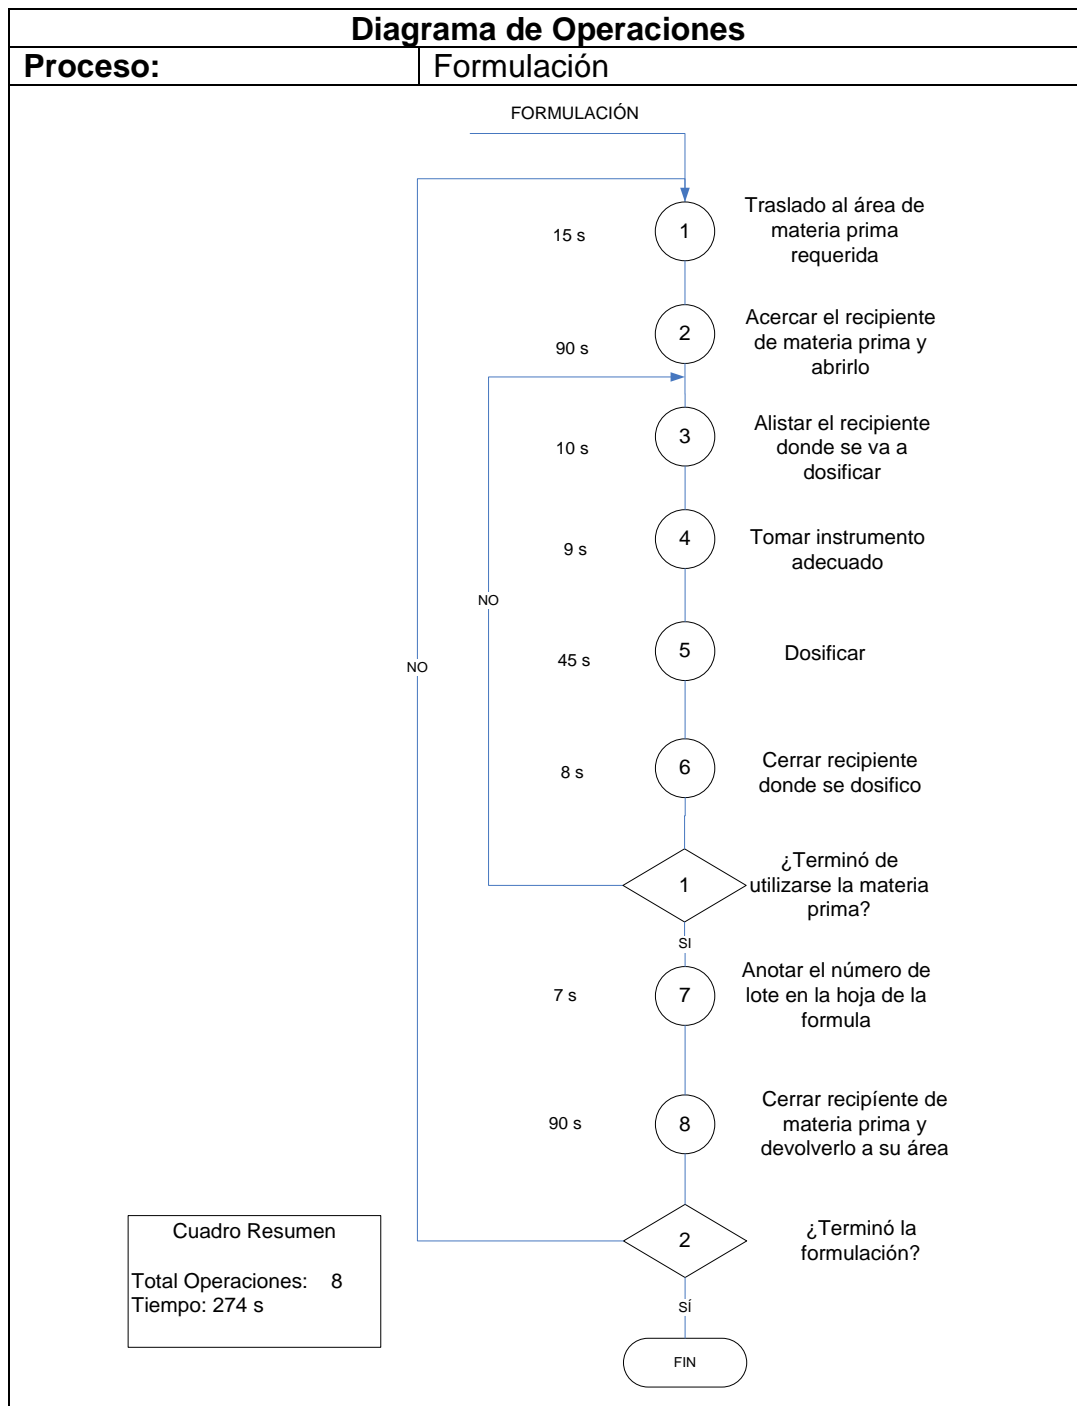 Diagrama de Operaciones
Proceso:
Formulación
FORMULACIÓN
15 s
1
Traslado al área de
materia prima
requerida
90 s
2
Acercar el recipiente
de materia prima y
abrirlo
10 s
3
Alistar el recipiente
donde se va a
dosificar
9 s
4
Tomar instrumento
adecuado
NO
NO
45 s
5
Dosificar
8 s
6
Cerrar recipiente
donde se dosifico
1
¿Terminó de
utilizarse la materia
prima?
SI
7 s
7
Anotar el número de
lote en la hoja de la
formula
90 s
8
Cerrar recipíente de
materia prima y
devolverlo a su área
2
¿Terminó la
formulación?
SÍ
FIN
Cuadro Resumen
Total Operaciones: 8
Tiempo: 274 s